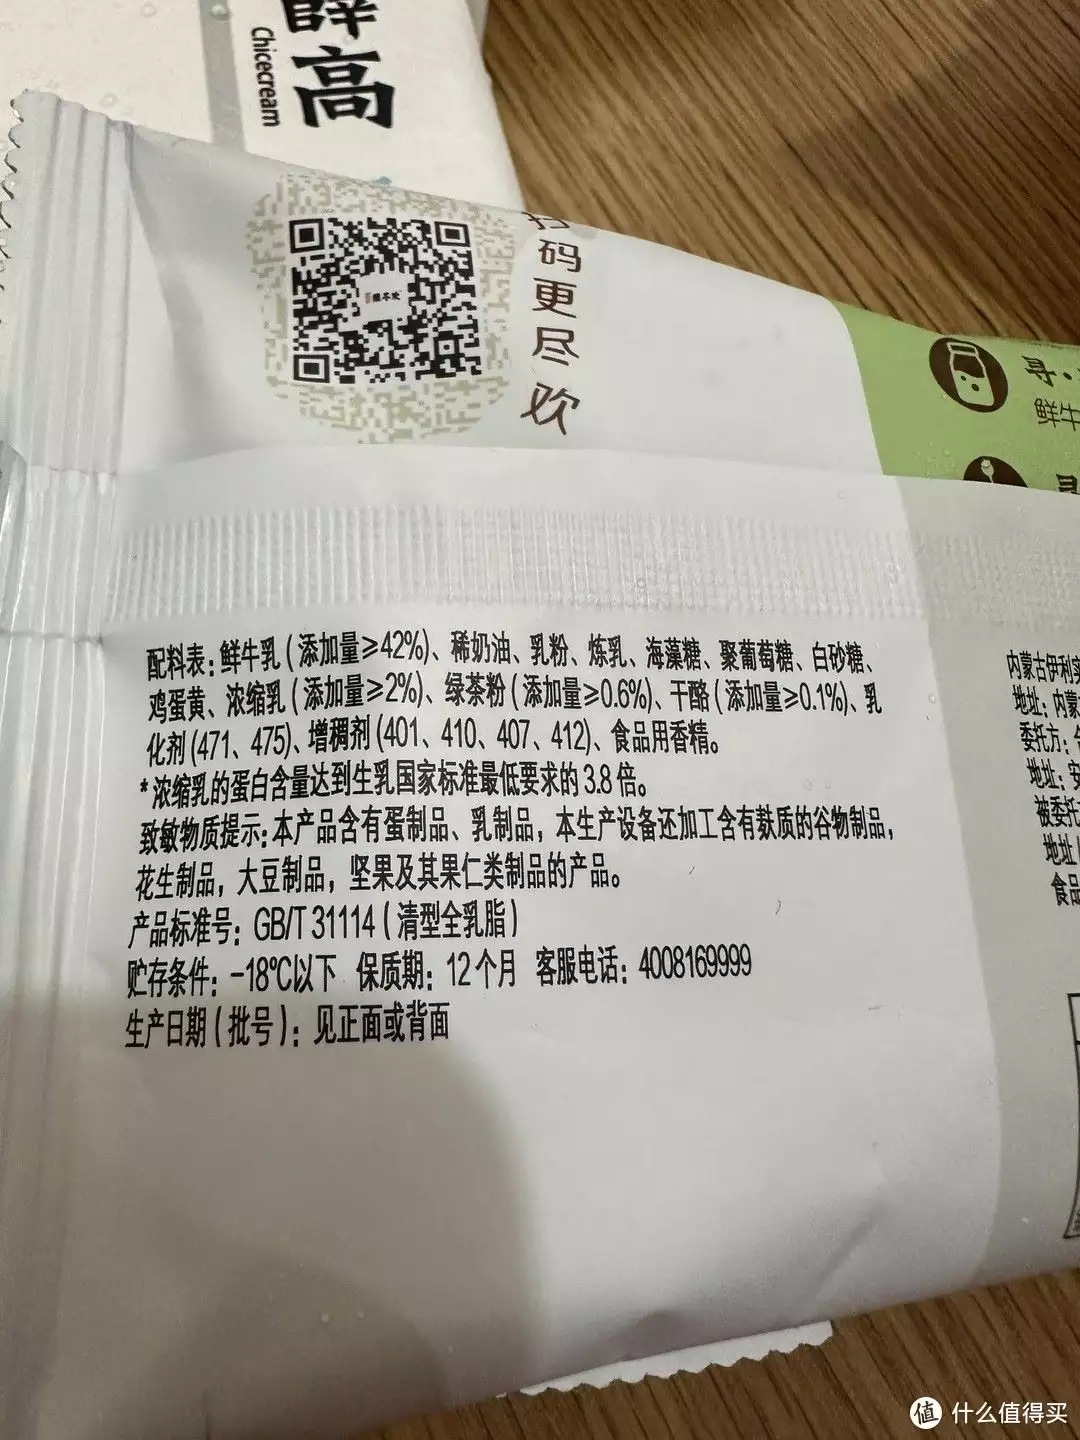 薛高
Chicecream
扫码更尽欢
寻·
鲜牛
配料表:鲜牛乳(添加量≥42%)、稀奶油、乳粉、炼乳、海藻糖、聚葡萄糖、白砂糖、
鸡蛋黄、浓缩乳(添加量≥2%)、绿茶粉(添加量≥0.6%)、干酪(添加量≥0.1%)、乳
化剂(471、475)、增稠剂(401、410、407、412)、食品用香精。
*浓缩乳的蛋白含量达到生乳国家标准最低要求的3.8倍。
致敏物质提示:本产品含有蛋制品、乳制品,本生产设备还加工含有麸质的谷物制品,
花生制品,大豆制品,坚果及其果仁类制品的产品。
产品标准号:GB/T 31114(清型全乳脂)
贮存条件:-18℃以下 保质期:12个月 客服电话:4008169999
生产日期(批号):见正面或背面
内蒙古伊利实
地址:内蒙
委托方:
地址:安
被委托
地址
食品
值 什么值得买